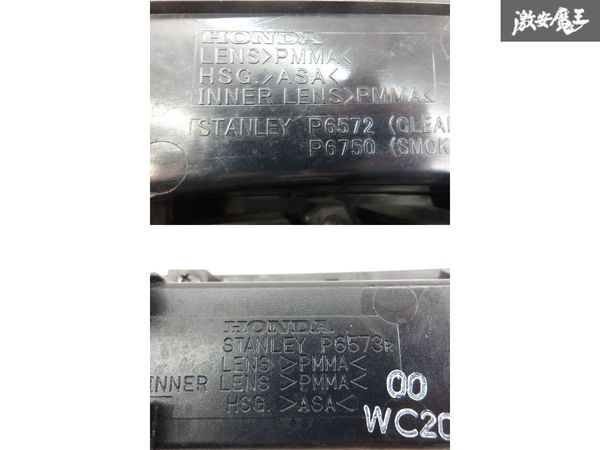 激安魔王
HONDA
LENS>PMMA<
HSG.>ASA<
INNER LENS>PMMA<
STANLEY P6572 (CLEA
P6750 (SMOK
HONDA
STANLEY P6573R
LENS >PMMA<
INNER LENS >PMMA<
HSG. >ASA<
00
WC20